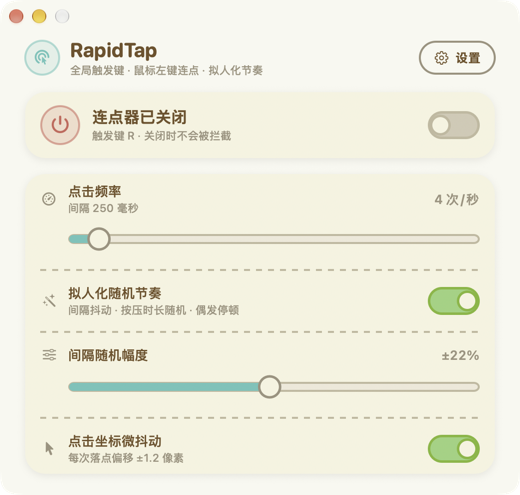 RapidTap
全局触发键 · 鼠标左键连点 · 拟人化节奏
设置
连点器已关闭
触发键 R · 关闭时不会被拦截
点击频率
间隔 250 毫秒
4 次/秒
拟人化随机节奏
间隔抖动 · 按压时长随机 · 偶发停顿
间隔随机幅度
±22%
点击坐标微抖动
每次落点偏移 ±1.2 像素